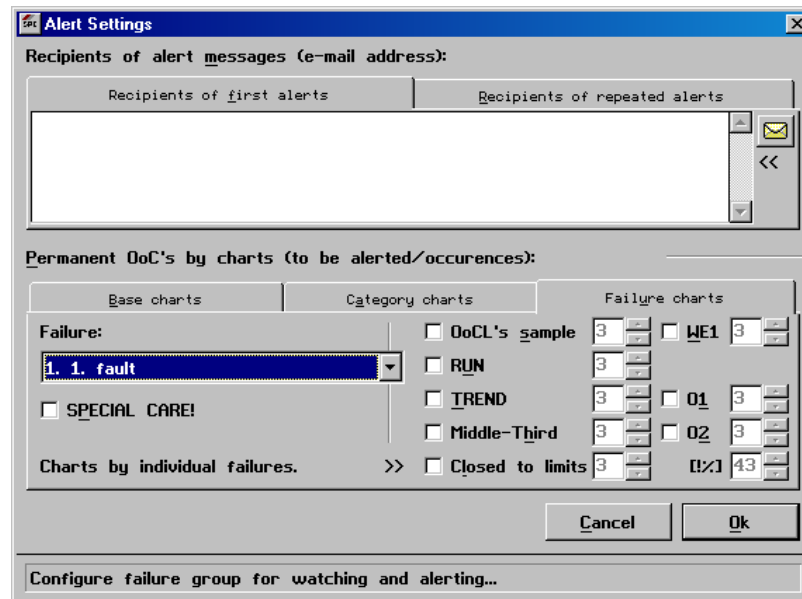 SPC Alert Settings
Recipients of alert messages (e-mail address):
Recipients of first alerts
Recipients of repeated alerts
<<
Permanent OoC's by charts (to be alerted/occurences):
Base charts
Category charts
Failure charts
Failure:
1. 1. fault
SPECIAL CARE!
Charts by individual failures. >>
OoCL's sample 3 WE1 3
RUN 3
TREND 3 O1 3
Middle-Third 3 O2 3
Closed to limits 3 [!%] 43
Cancel
Ok
Configure failure group for watching and alerting...